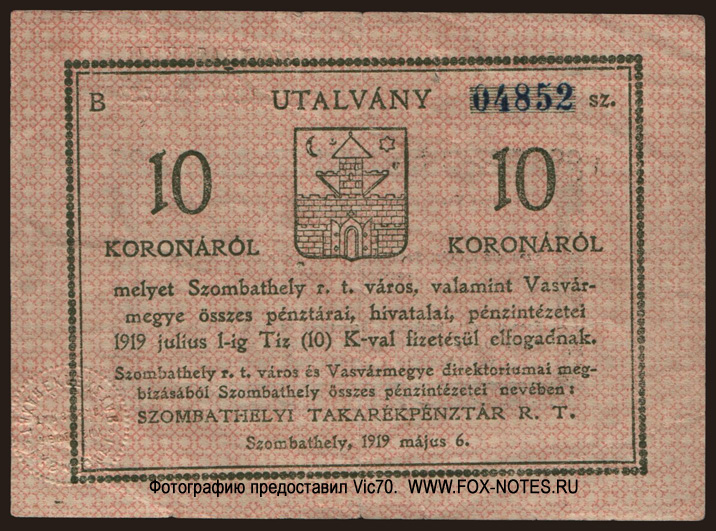 B UTALVÁNY 04852 sz.
10 10
KORONÁRÓL KORONÁRÓL
melyet Szombathely r. t. város, valamint Vasvár-
megye összes pénztárai, hivatalai, pénzintézetei
1919 julius 1-ig Tiz (10) K-val fizetésül elfogadnak.
Szombathely r. t. város és Vasvármegye direktoriumai meg-
bizásából Szombathely összes pénzintézetei nevében:
SZOMBATHELYI TAKARÉKPÉNZTÁR R. T.
Szombathely, 1919 május 6.
Фотографию предоставил Vic70. WWW.FOX-NOTES.RU